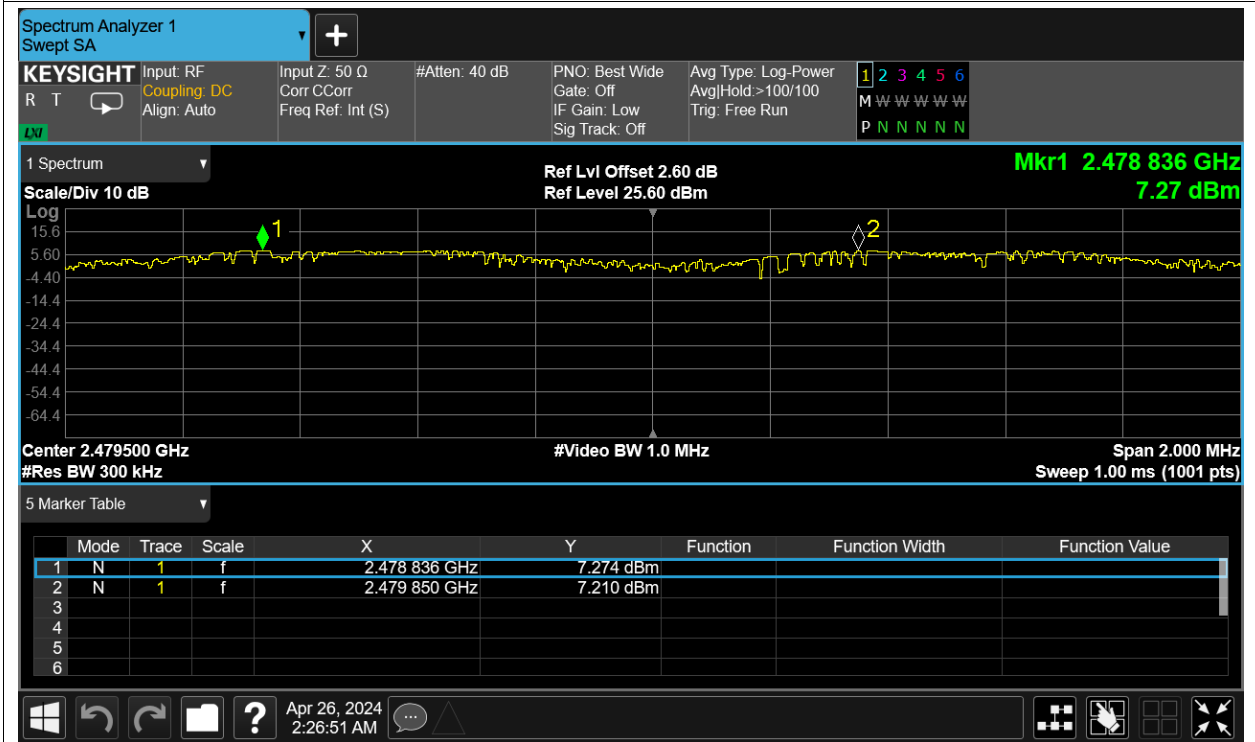 Spectrum Analyzer 1
Swept SA
KEYSIGHT
R T
LXI
Input: RF
Coupling: DC
Align: Auto
Input Z: 50 Ω
Corr CCorr
Freq Ref: Int (S)
#Atten: 40 dB
PNO: Best Wide
Gate: Off
IF Gain: Low
Sig Track: Off
Avg Type: Log-Power
Avg|Hold:>100/100
Trig: Free Run
1 2 3 4 5 6
M W W W W W
P N N N N N
1 Spectrum
Scale/Div 10 dB
Ref Lvl Offset 2.60 dB
Ref Level 25.60 dBm
Mkr1 2.478 836 GHz
7.27 dBm
Log
15.6
5.60
-4.40
-14.4
-24.4
-34.4
-44.4
-54.4
-64.4
1
2
Center 2.479500 GHz
#Res BW 300 kHz
#Video BW 1.0 MHz
Span 2.000 MHz
Sweep 1.00 ms (1001 pts)
5 Marker Table
Mode Trace Scale X Y Function Function Width Function Value
1 N 1 f 2.478 836 GHz 7.274 dBm
2 N 1 f 2.479 850 GHz 7.210 dBm
3
4
5
6
?
Apr 26, 2024
2:26:51 AM